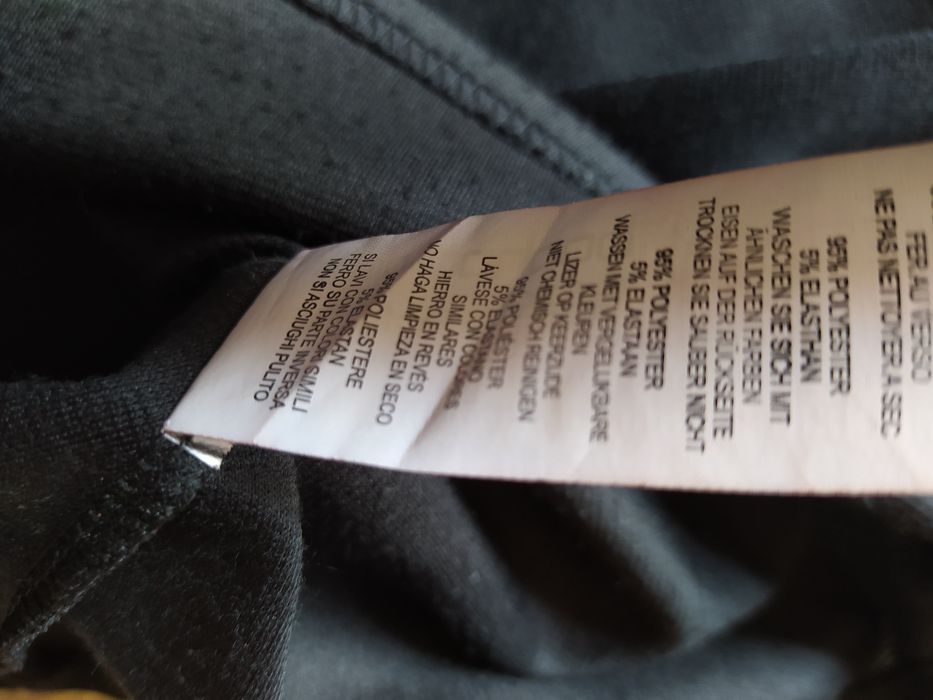 FER AU VERSO
NE PAS NETTOYER A SEC
95% POLYESTER
5% ELASTHAN
WASCHEN SIE SICH MIT
ÄHNLICHEN FARBEN
EISEN AUF DER RÜCKSEITE
TROCKNEN SIE SAUBER NICHT
95% POLYESTER
5% ELASTAAN
WASSEN MET VERGELIJKBARE
KLEUREN
IJZER OP KEERZIJDE
NIET CHEMISCH REINIGEN
95% POLIÉSTER
5% ELASTANO
LÁVESE CON COLORES
SIMILARES
HIERRO EN REVÉS
NO HAGA LIMPIEZA EN SECO
95% POLIESTERE
5% ELASTAN
SI LAVI CON COLORI SIMILI
FERRO SU PARTE INVERSA
NON SI ASCIUGHI PULITO